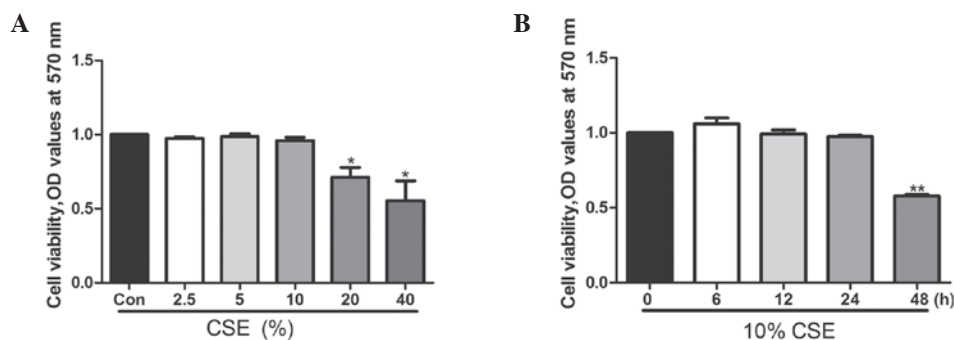 A
Cell viability,OD values at 570 nm
1.5
1.0
0.5
0.0
*
*
Con 2.5 5 10 20 40
CSE (%)
B
Cell viability,OD values at 570 nm
1.5
1.0
0.5
0.0
**
0 6 12 24 48 (h)
10% CSE